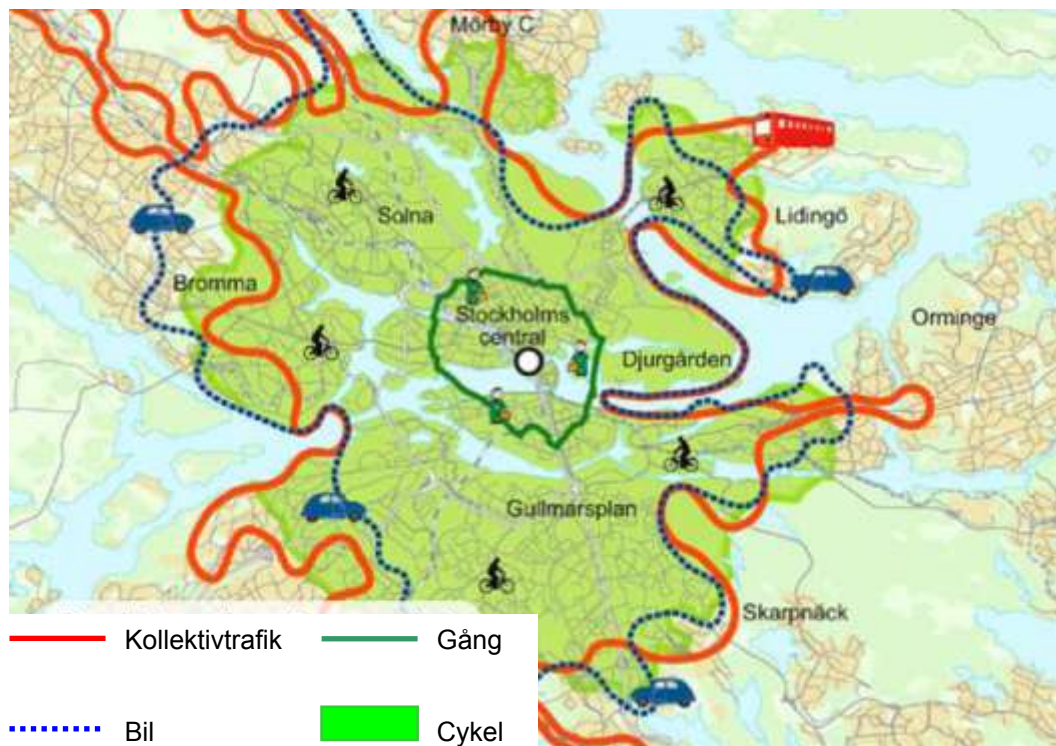 Mörby C
Solna
Lidingö
Bromma
Stockholms
central
Orminge
Djurgården
Gullmarsplan
Skarpnäck
Kollektivtrafik
Gång
Bil
Cykel